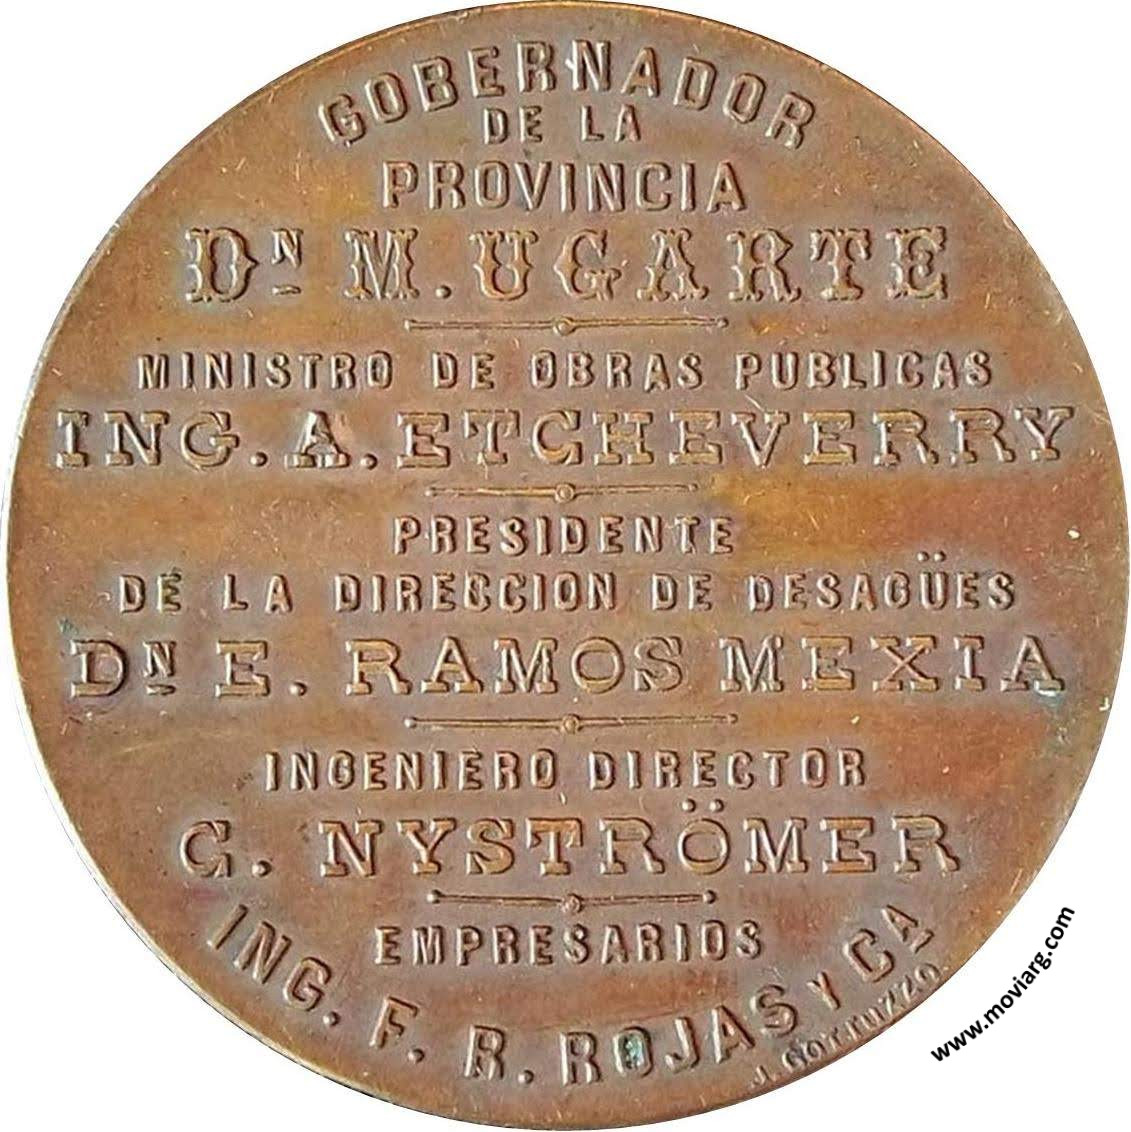 GOBERNADOR
DE LA
PROVINCIA
DN M. UGARTE
MINISTRO DE OBRAS PUBLICAS
ING. A. ETCHEVERRY
PRESIDENTE
DE LA DIRECCION DE DESAGÜES
DN E. RAMOS MEXIA
INGENIERO DIRECTOR
C. NYSTRÖMER
EMPRESARIOS
ING. F. R. ROJAS Y CA
J. Gorruzzo.
www.moviarg.com